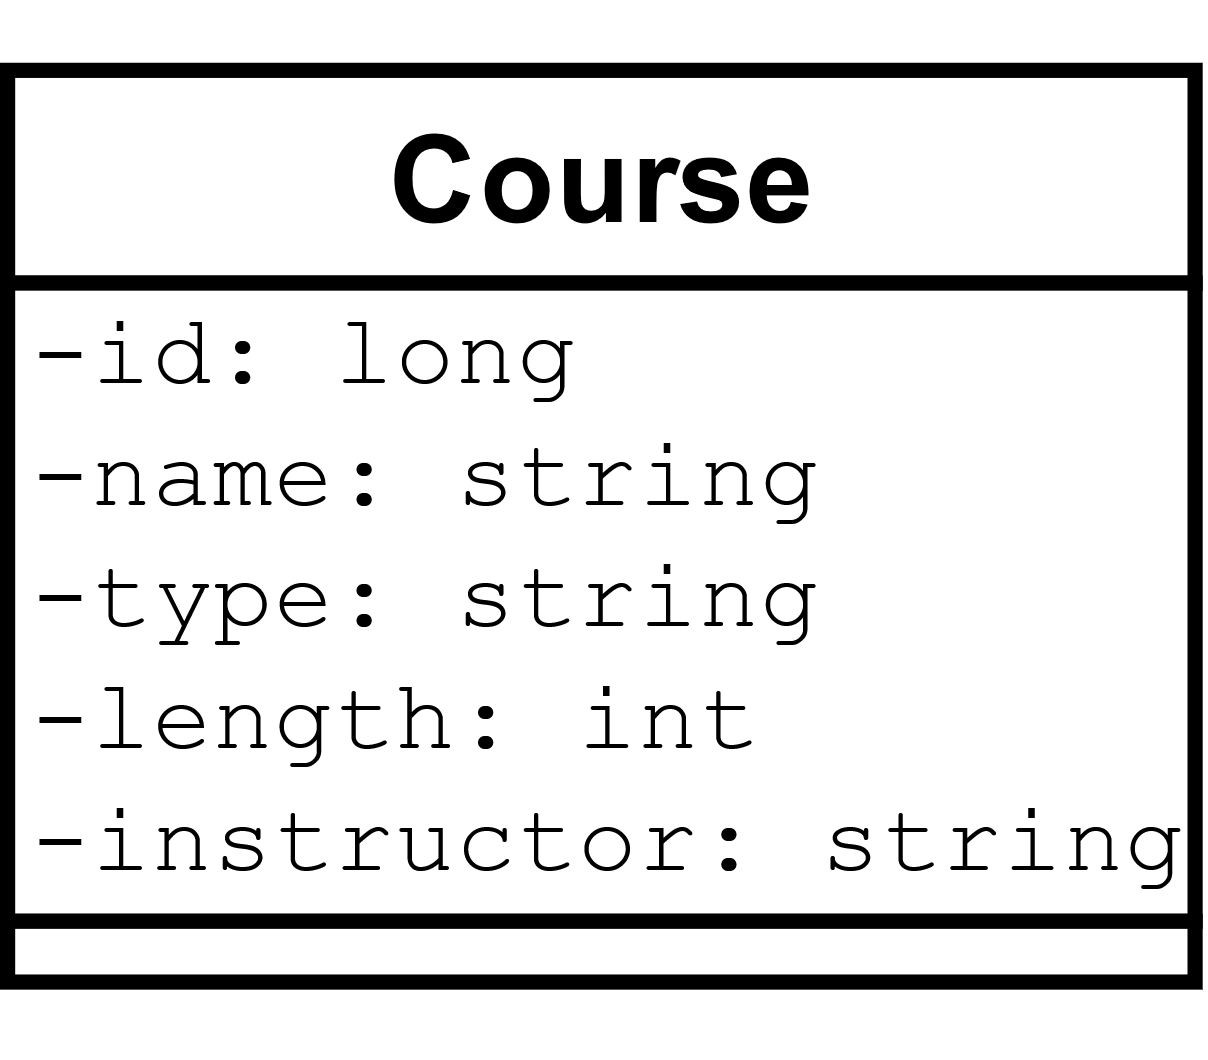 Course
-id: long
-name: string
-type: string
-length: int
-instructor: string